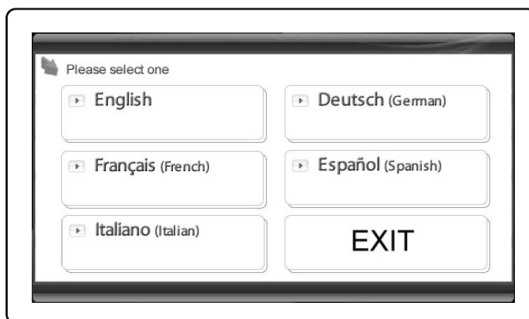 Please select one
English
Deutsch (German)
Français (French)
Español (Spanish)
Italiano (Italian)
EXIT